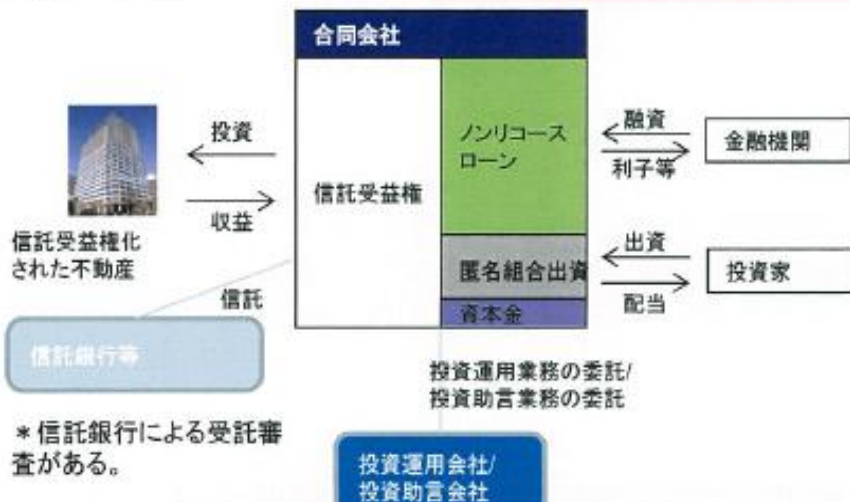 合同会社
投資
収益
信託受益権化
された不動産
信託
信託銀行等
*信託銀行による受託審
査がある。
信託受益権
ノンリコース
ローン
匿名組合出資
資本金
融資
利子等
金融機関
出資
配当
投資家
投資運用業務の委託/
投資助言業務の委託
投資運用会社/
投資助言会社